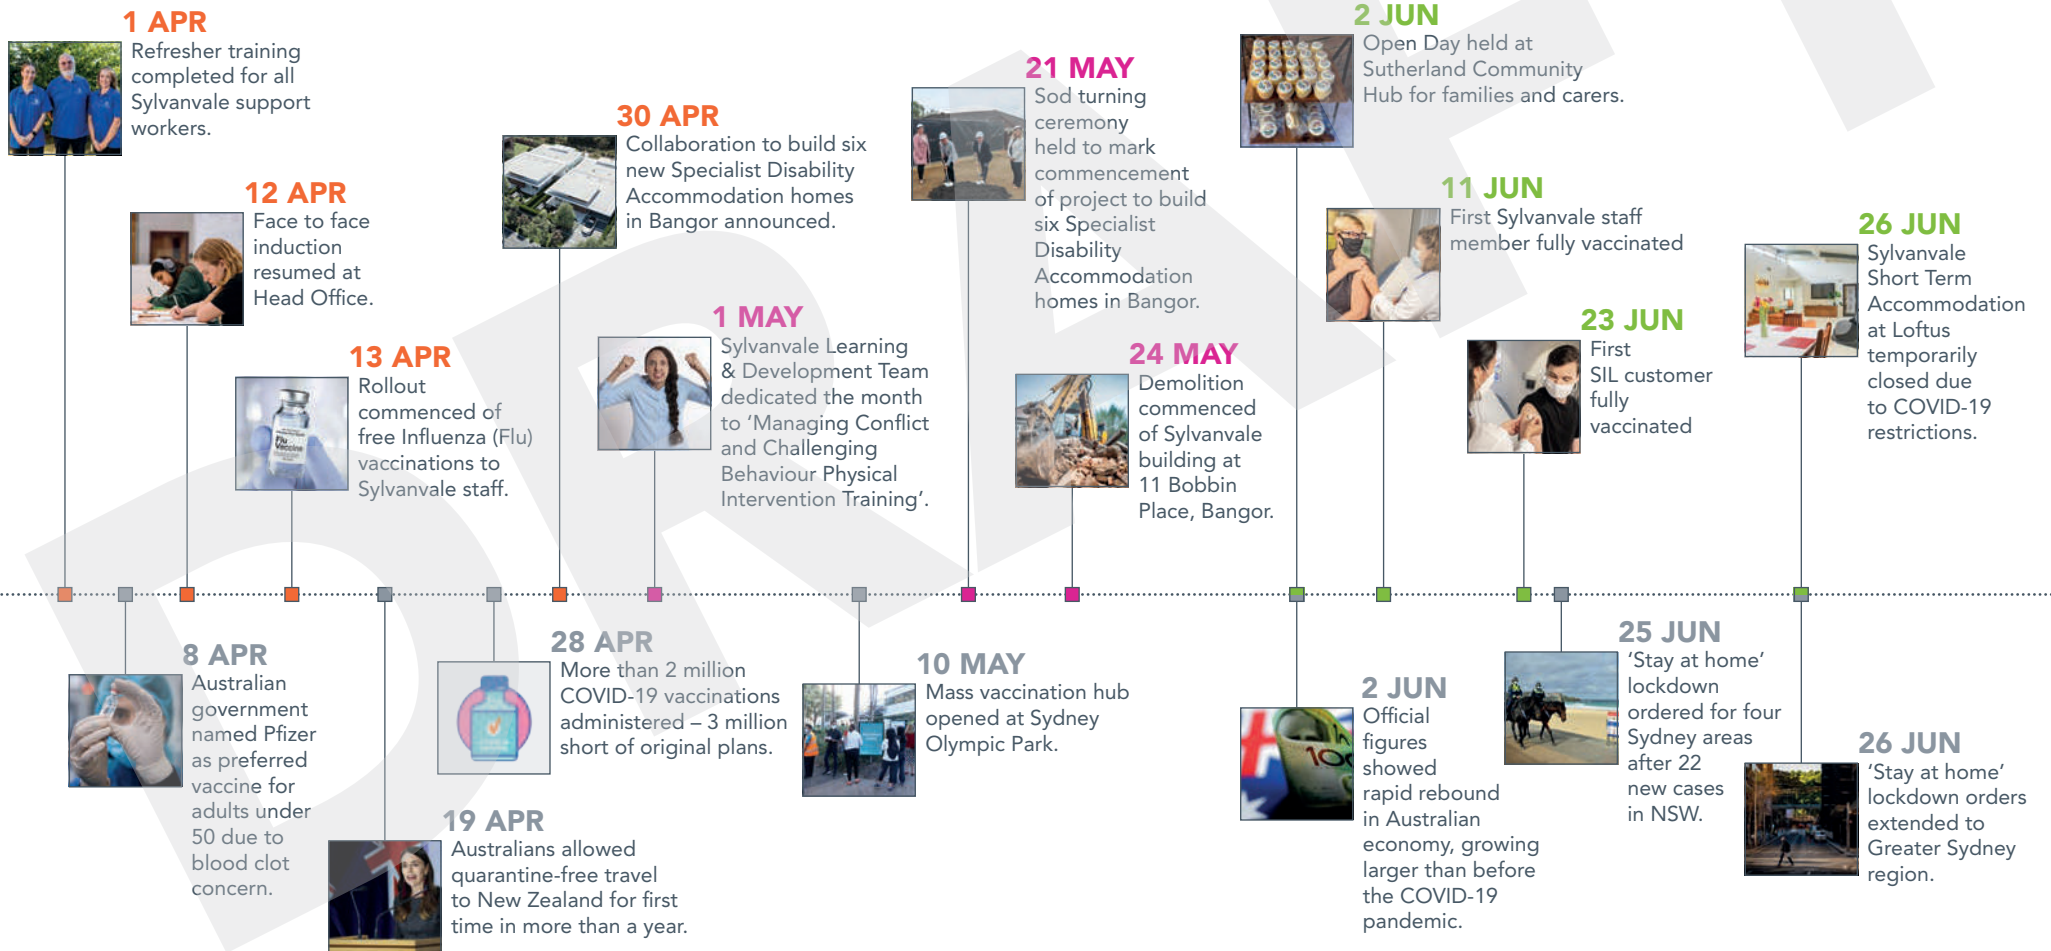 1 APR
Refresher training
completed for all
Sylvanvale support
workers.
12 APR
Face to face
induction
resumed at
Head Office.
13 APR
Rollout
commenced of
free Influenza (Flu)
vaccinations to
Sylvanvale staff.
Flu
Vaccine
30 APR
Collaboration to build six
new Specialist Disability
Accommodation homes
in Bangor announced.
1 MAY
Sylvanvale Learning
& Development Team
dedicated the month
to ‘Managing Conflict
and Challenging
Behaviour Physical
Intervention Training’.
21 MAY
Sod turning
ceremony
held to mark
commencement
of project to build
six Specialist
Disability
Accommodation
homes in Bangor.
24 MAY
Demolition
commenced
of Sylvanvale
building at
11 Bobbin
Place, Bangor.
2 JUN
Open Day held at
Sutherland Community
Hub for families and carers.
11 JUN
First Sylvanvale staff
member fully vaccinated
23 JUN
First
SIL customer
fully
vaccinated
26 JUN
Sylvanvale
Short Term
Accommodation
at Loftus
temporarily
closed due
to COVID-19
restrictions.
8 APR
Australian
government
named Pfizer
as preferred
vaccine for
adults under
50 due to
blood clot
concern.
19 APR
Australians allowed
quarantine-free travel
to New Zealand for first
time in more than a year.
28 APR
More than 2 million
COVID-19 vaccinations
administered – 3 million
short of original plans.
10 MAY
Mass vaccination hub
opened at Sydney
Olympic Park.
2 JUN
Official
figures
showed
rapid rebound
in Australian
economy, growing
larger than before
the COVID-19
pandemic.
100
25 JUN
‘Stay at home’
lockdown
ordered for four
Sydney areas
after 22
new cases
in NSW.
26 JUN
‘Stay at home’
lockdown orders
extended to
Greater Sydney
region.
DRAFT